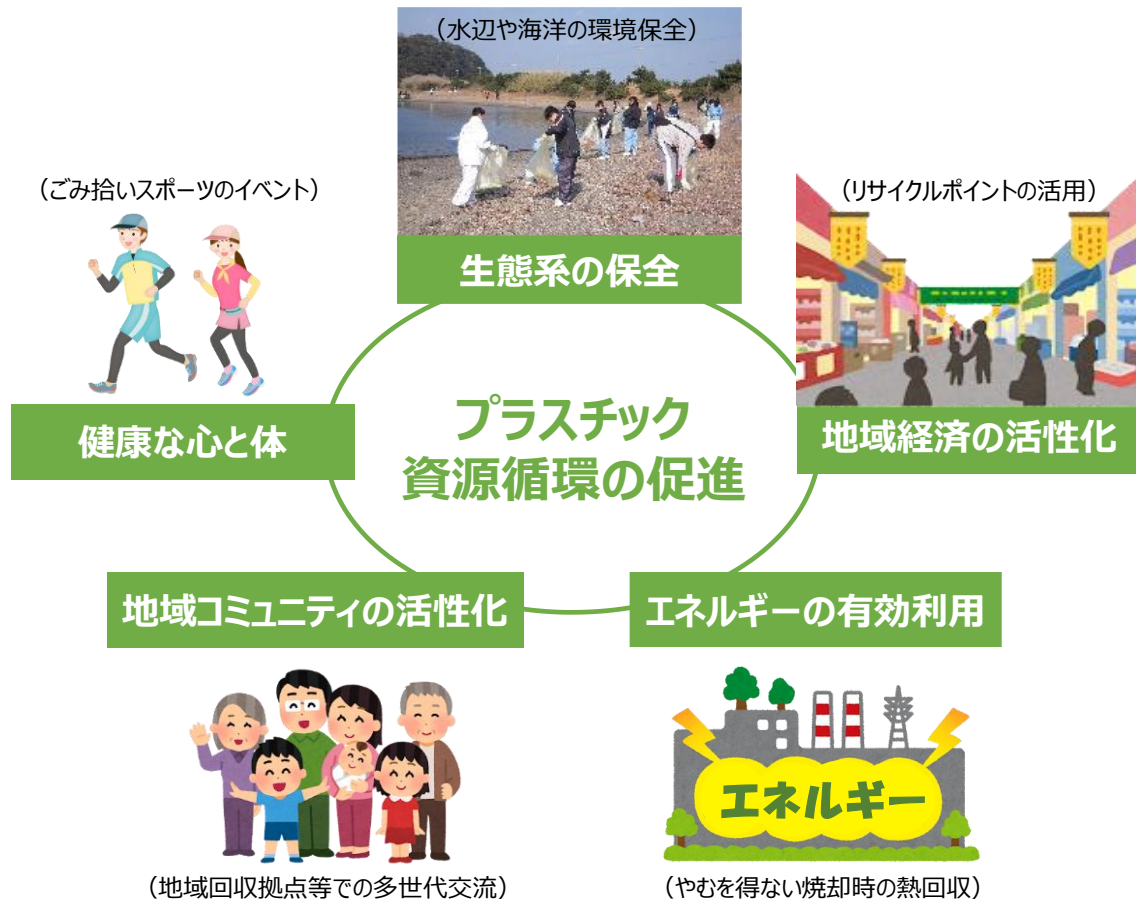 （水辺や海洋の環境保全）
生態系の保全
（ごみ拾いスポーツのイベント）
健康な心と体
（リサイクルポイントの活用）
地域経済の活性化
プラスチック
資源循環の促進
地域コミュニティの活性化
（地域回収拠点等での多世代交流）
エネルギーの有効利用
エネルギー
（やむを得ない焼却時の熱回収）